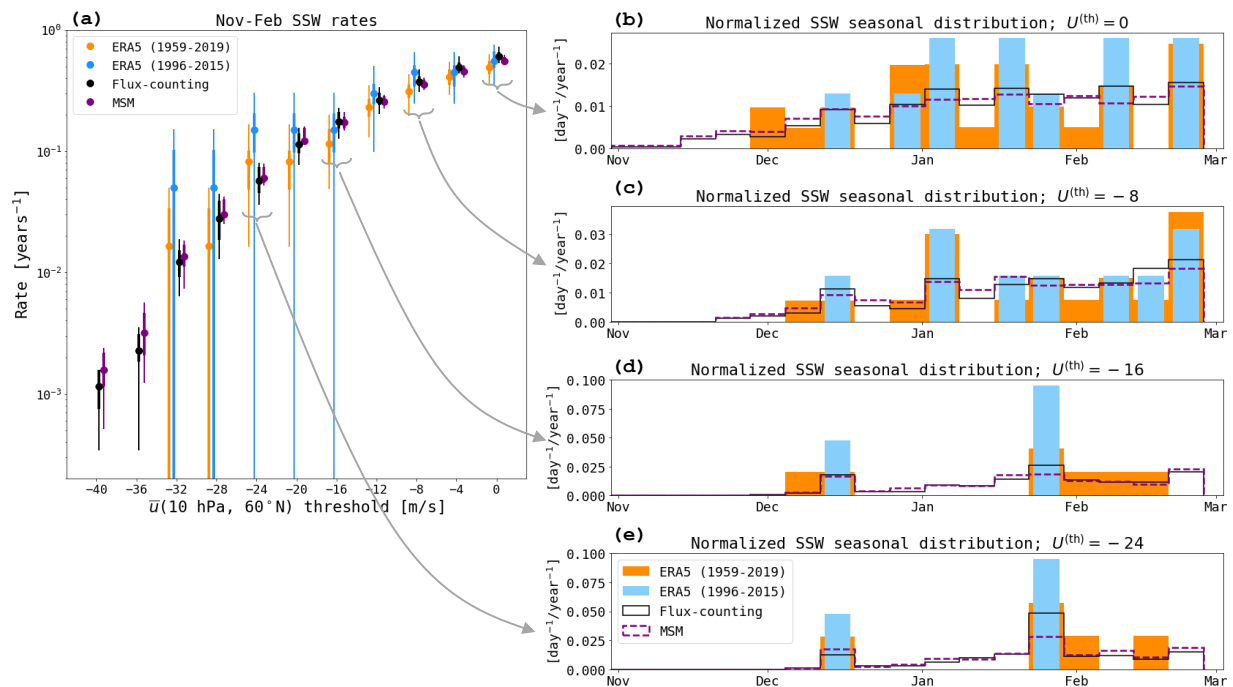 (a)
Nov-Feb SSW rates
ERA5 (1959-2019)
ERA5 (1996-2015)
Flux-counting
MSM
Rate [years⁻¹]
10⁰
10⁻¹
10⁻²
10⁻³
−40 −36 −32 −28 −24 −20 −16 −12 −8 −4 0
u̅(10 hPa, 60°N) threshold [m/s]
(b)
Normalized SSW seasonal distribution; U⁽ᵗʰ⁾ = 0
[day⁻¹/year⁻¹]
0.02
0.01
0.00
Nov Dec Jan Feb Mar
(c)
Normalized SSW seasonal distribution; U⁽ᵗʰ⁾ = −8
[day⁻¹/year⁻¹]
0.03
0.02
0.01
0.00
Nov Dec Jan Feb Mar
(d)
Normalized SSW seasonal distribution; U⁽ᵗʰ⁾ = −16
[day⁻¹/year⁻¹]
0.100
0.075
0.050
0.025
0.000
Nov Dec Jan Feb Mar
(e)
Normalized SSW seasonal distribution; U⁽ᵗʰ⁾ = −24
[day⁻¹/year⁻¹]
0.100
0.075
0.050
0.025
0.000
ERA5 (1959-2019)
ERA5 (1996-2015)
Flux-counting
MSM
Nov Dec Jan Feb Mar